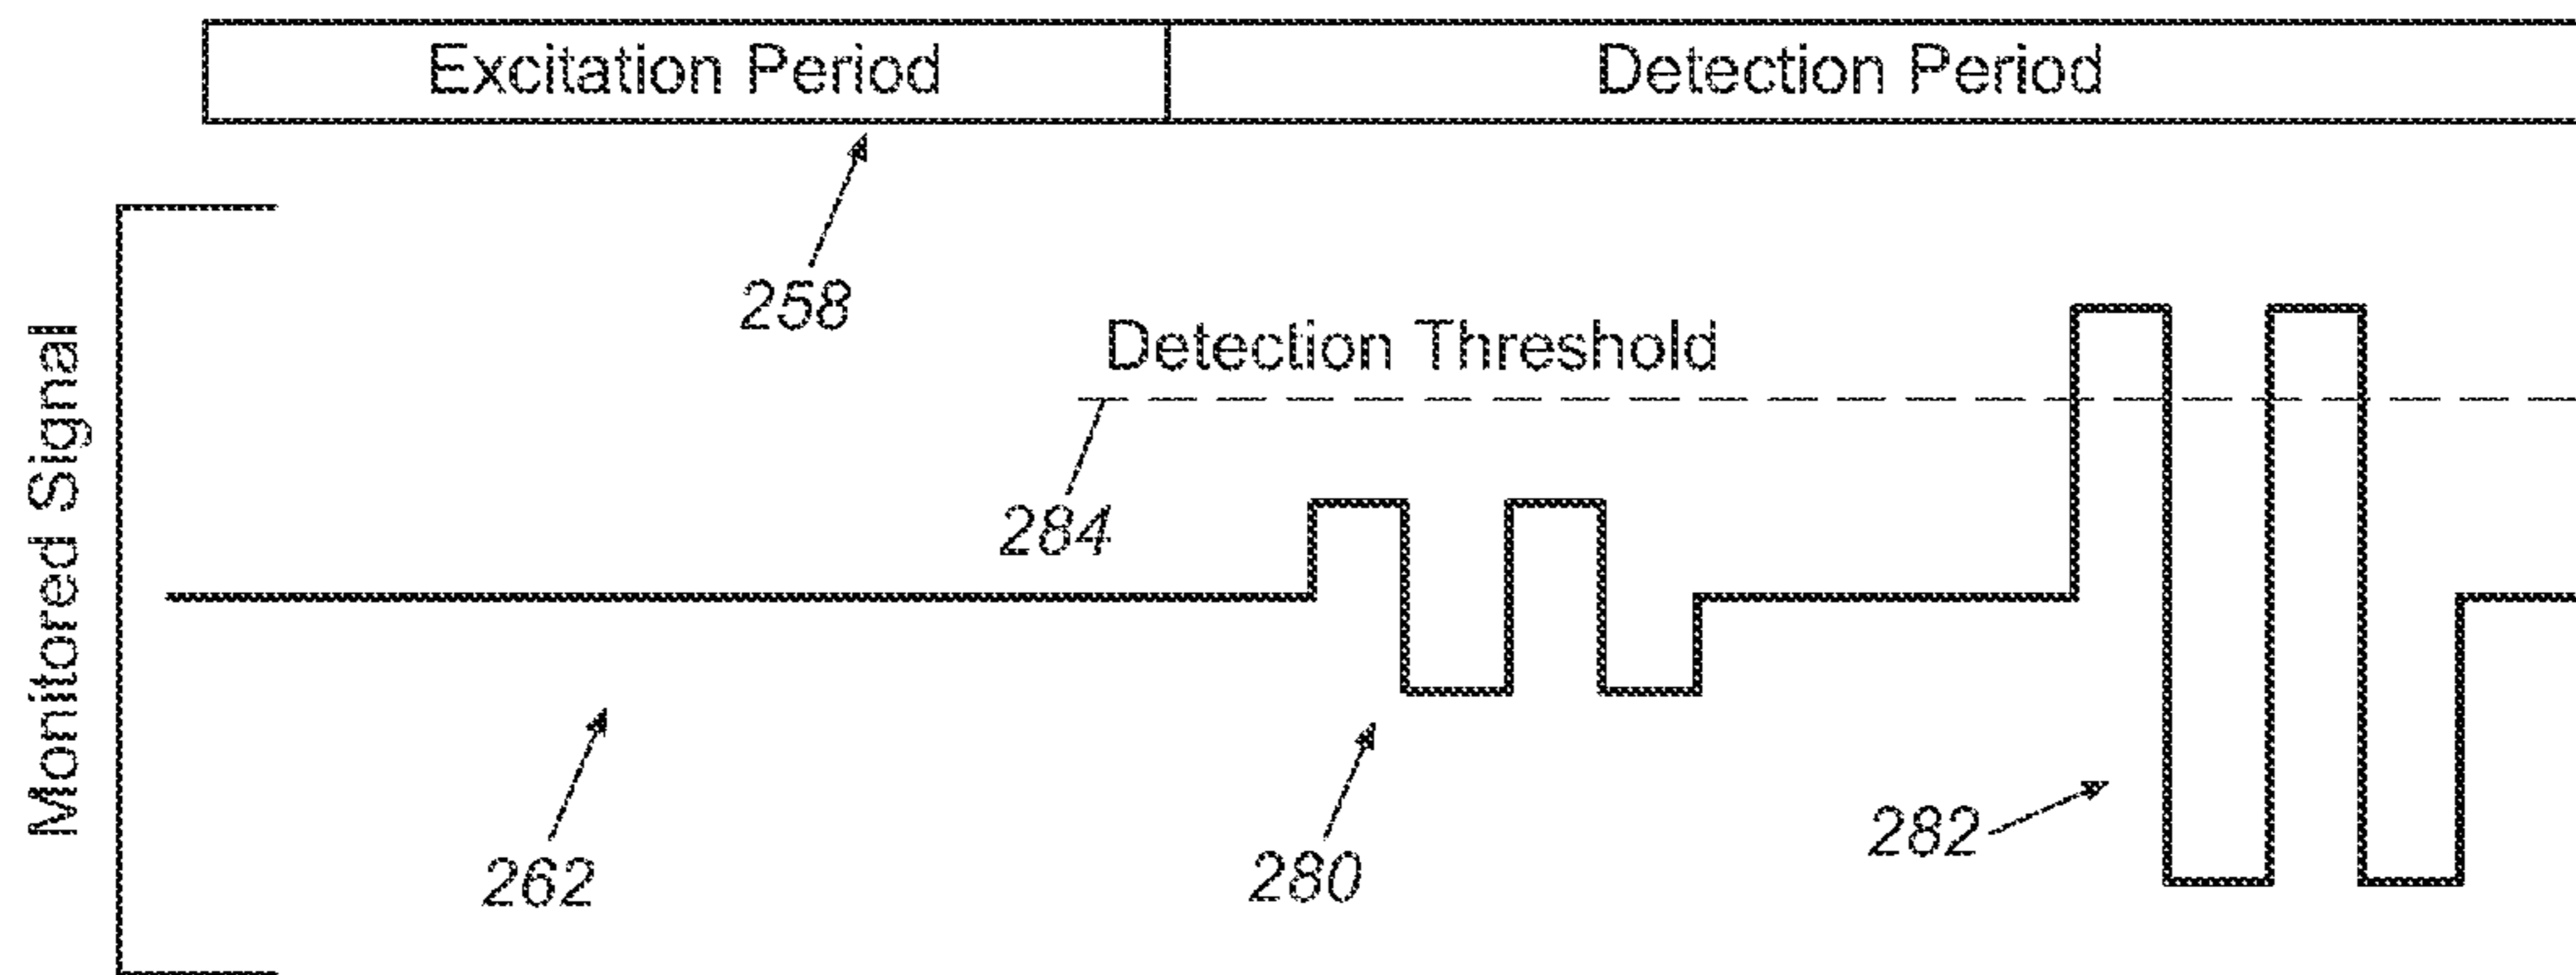 Excitation Period
Detection Period
258
Monitored Signal
Detection Threshold
284
262
280
282